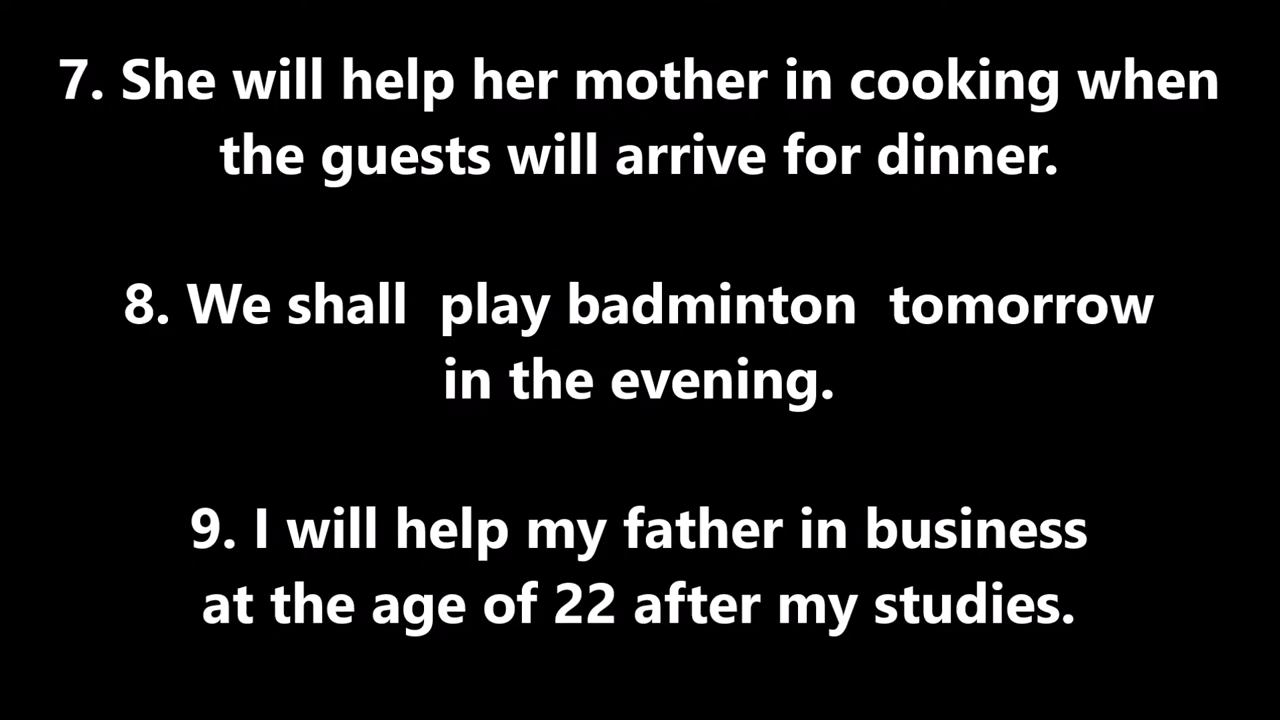 7. She will help her mother in cooking when
the guests will arrive for dinner.
8. We shall  play badminton  tomorrow
in the evening.
9. I will help my father in business
at the age of 22 after my studies.